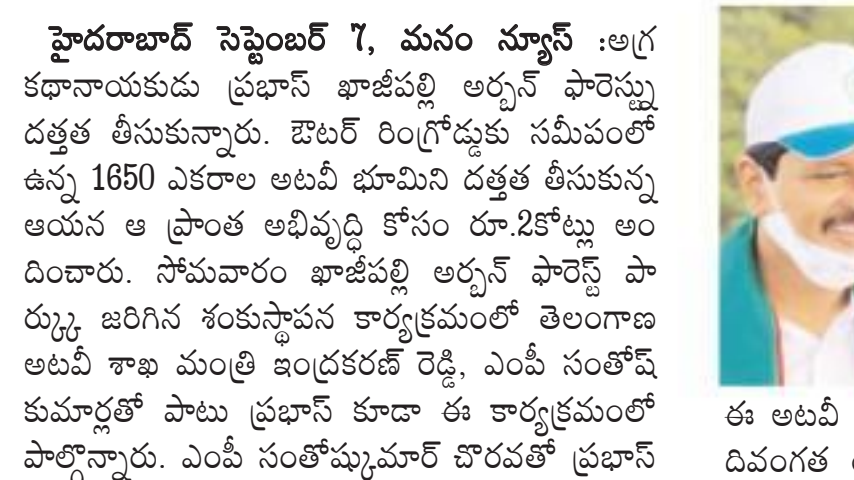 హైదరాబాద్ సెప్టెంబర్ 7, మనం న్యూస్ :అగ్ర
కథానాయకుడు ప్రభాస్ ఖాజీపల్లి అర్బన్ ఫారెస్ట్ను
దత్తత తీసుకున్నారు. ఔటర్ రింగ్రోడ్డుకు సమీపంలో
ఉన్న 1650 ఎకరాల అటవీ భూమిని దత్తత తీసుకున్న
ఆయన ఆ ప్రాంత అభివృద్ధి కోసం రూ.2కోట్లు అం
దించారు. సోమవారం ఖాజీపల్లి అర్బన్ ఫారెస్ట్ పా
ర్క్కు జరిగిన శంకుస్థాపన కార్యక్రమంలో తెలంగాణ
అటవీ శాఖ మంత్రి ఇంద్రకరణ్ రెడ్డి, ఎంపీ సంతోష్
కుమార్లతో పాటు ప్రభాస్ కూడా ఈ కార్యక్రమంలో
పాల్గొన్నారు. ఎంపీ సంతోష్కుమార్ చొరవతో ప్రభాస్
ఈ అటవీ
దివంగత